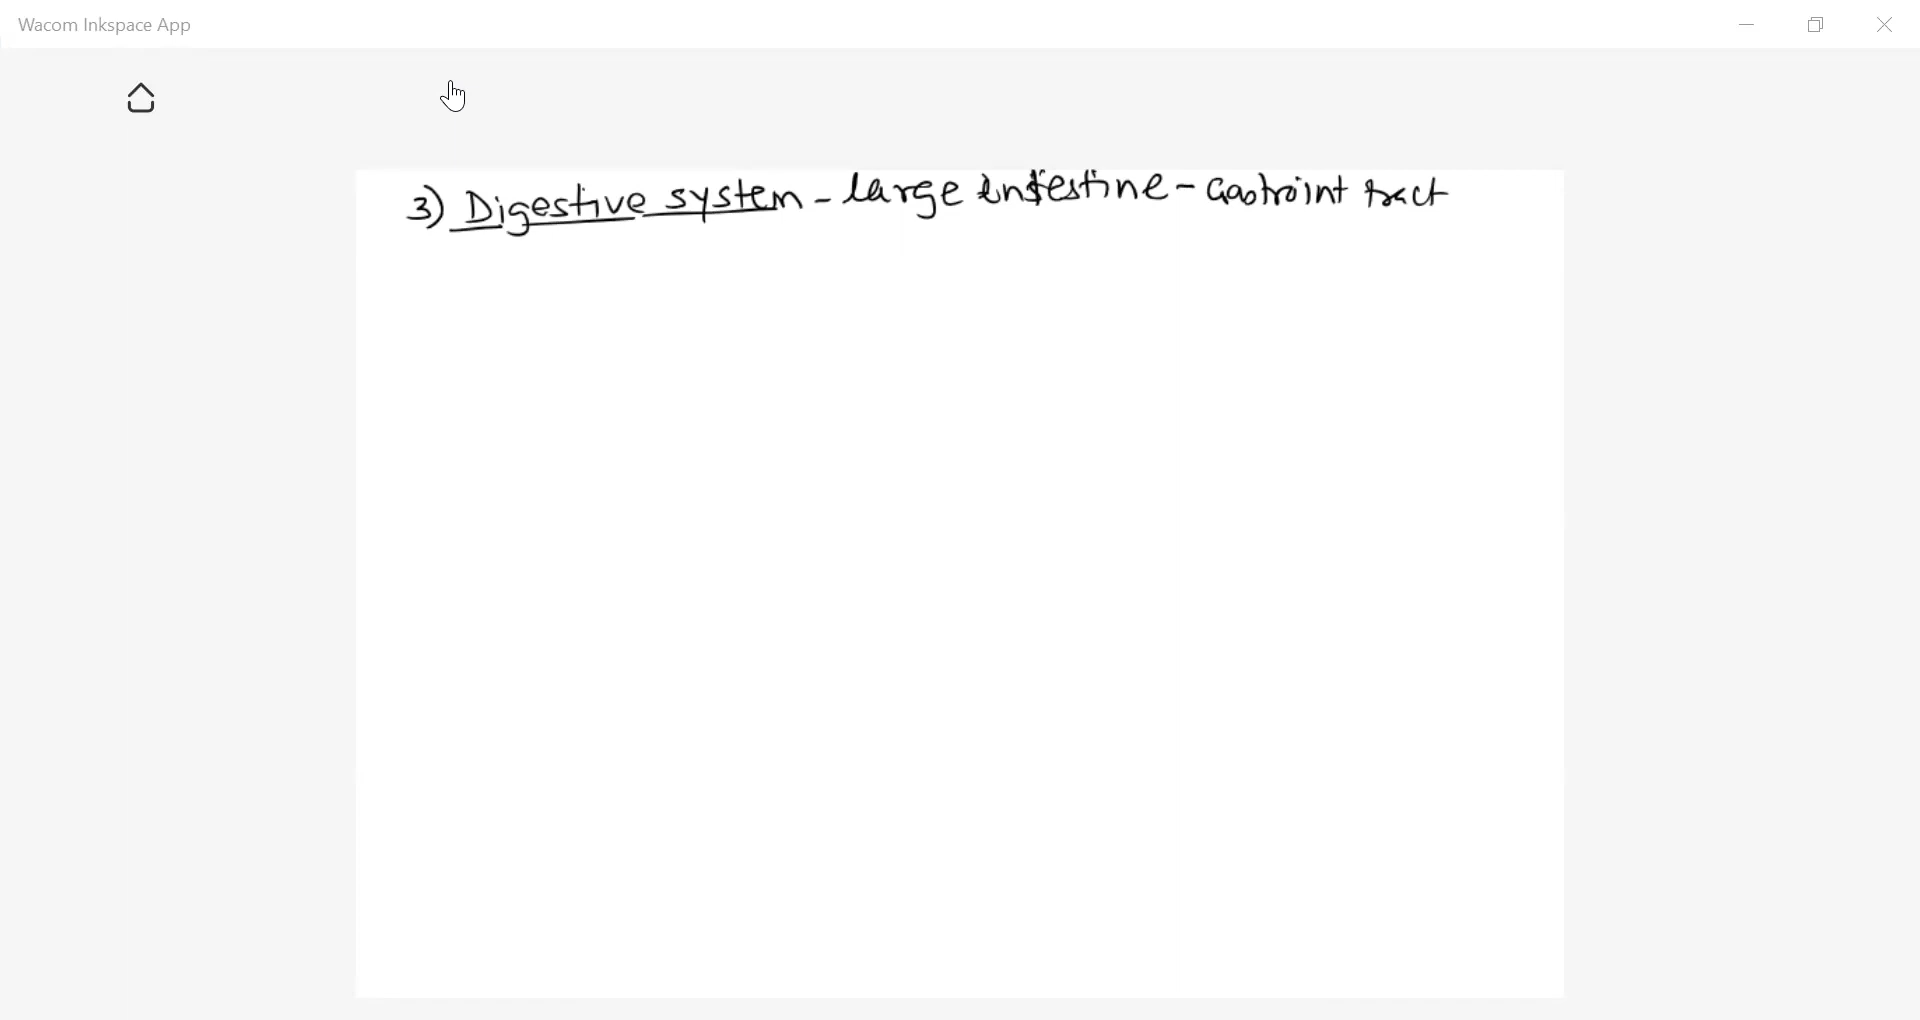 Wacom Inkspace App
3) Digestive system - large intestine - Gastroint tract